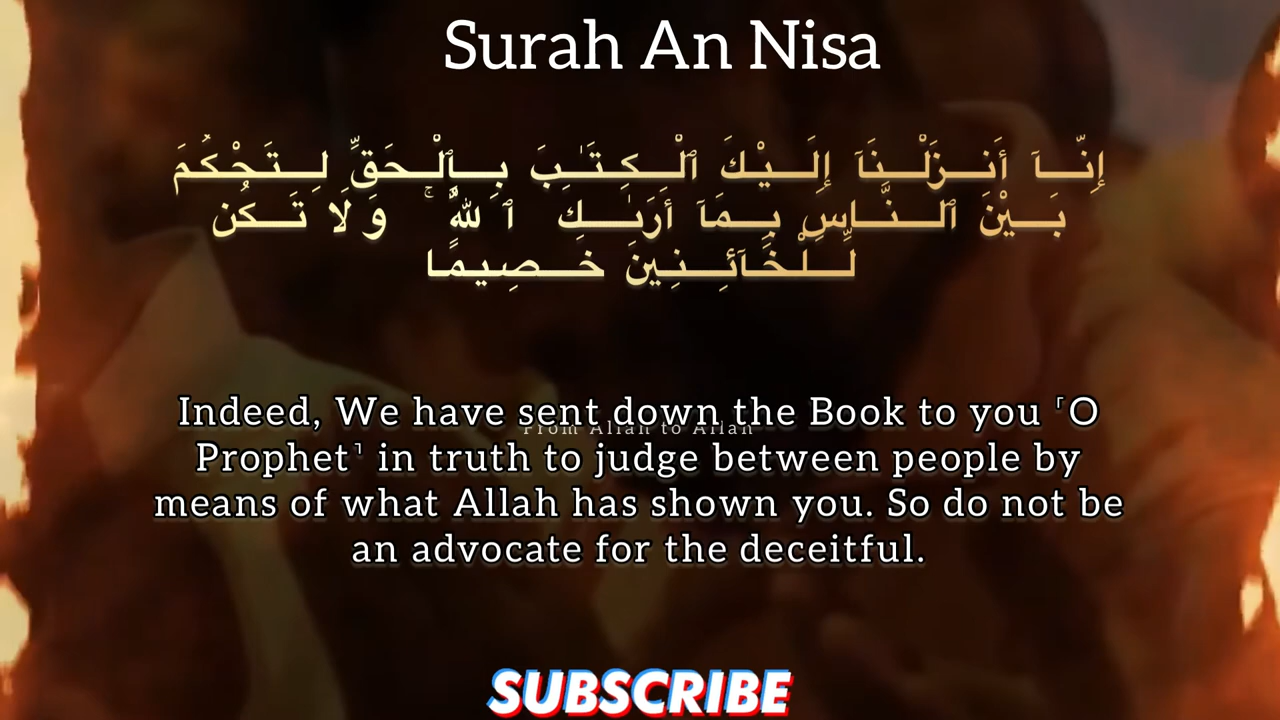 Surah An Nisa
إِنَّآ أَنزَلْنَآ إِلَيْكَ ٱلْكِتَـٰبَ بِٱلْحَقِّ لِتَحْكُمَ
بَيْنَ ٱلنَّاسِ بِمَآ أَرَىٰكَ ٱللَّهُ ۚ وَلَا تَكُن
لِّلْخَآئِنِينَ خَصِيمًا
Indeed, We have sent down the Book to you ˹O
From Allah to Allah
Prophet˺ in truth to judge between people by
means of what Allah has shown you. So do not be
an advocate for the deceitful.
SUBSCRIBE